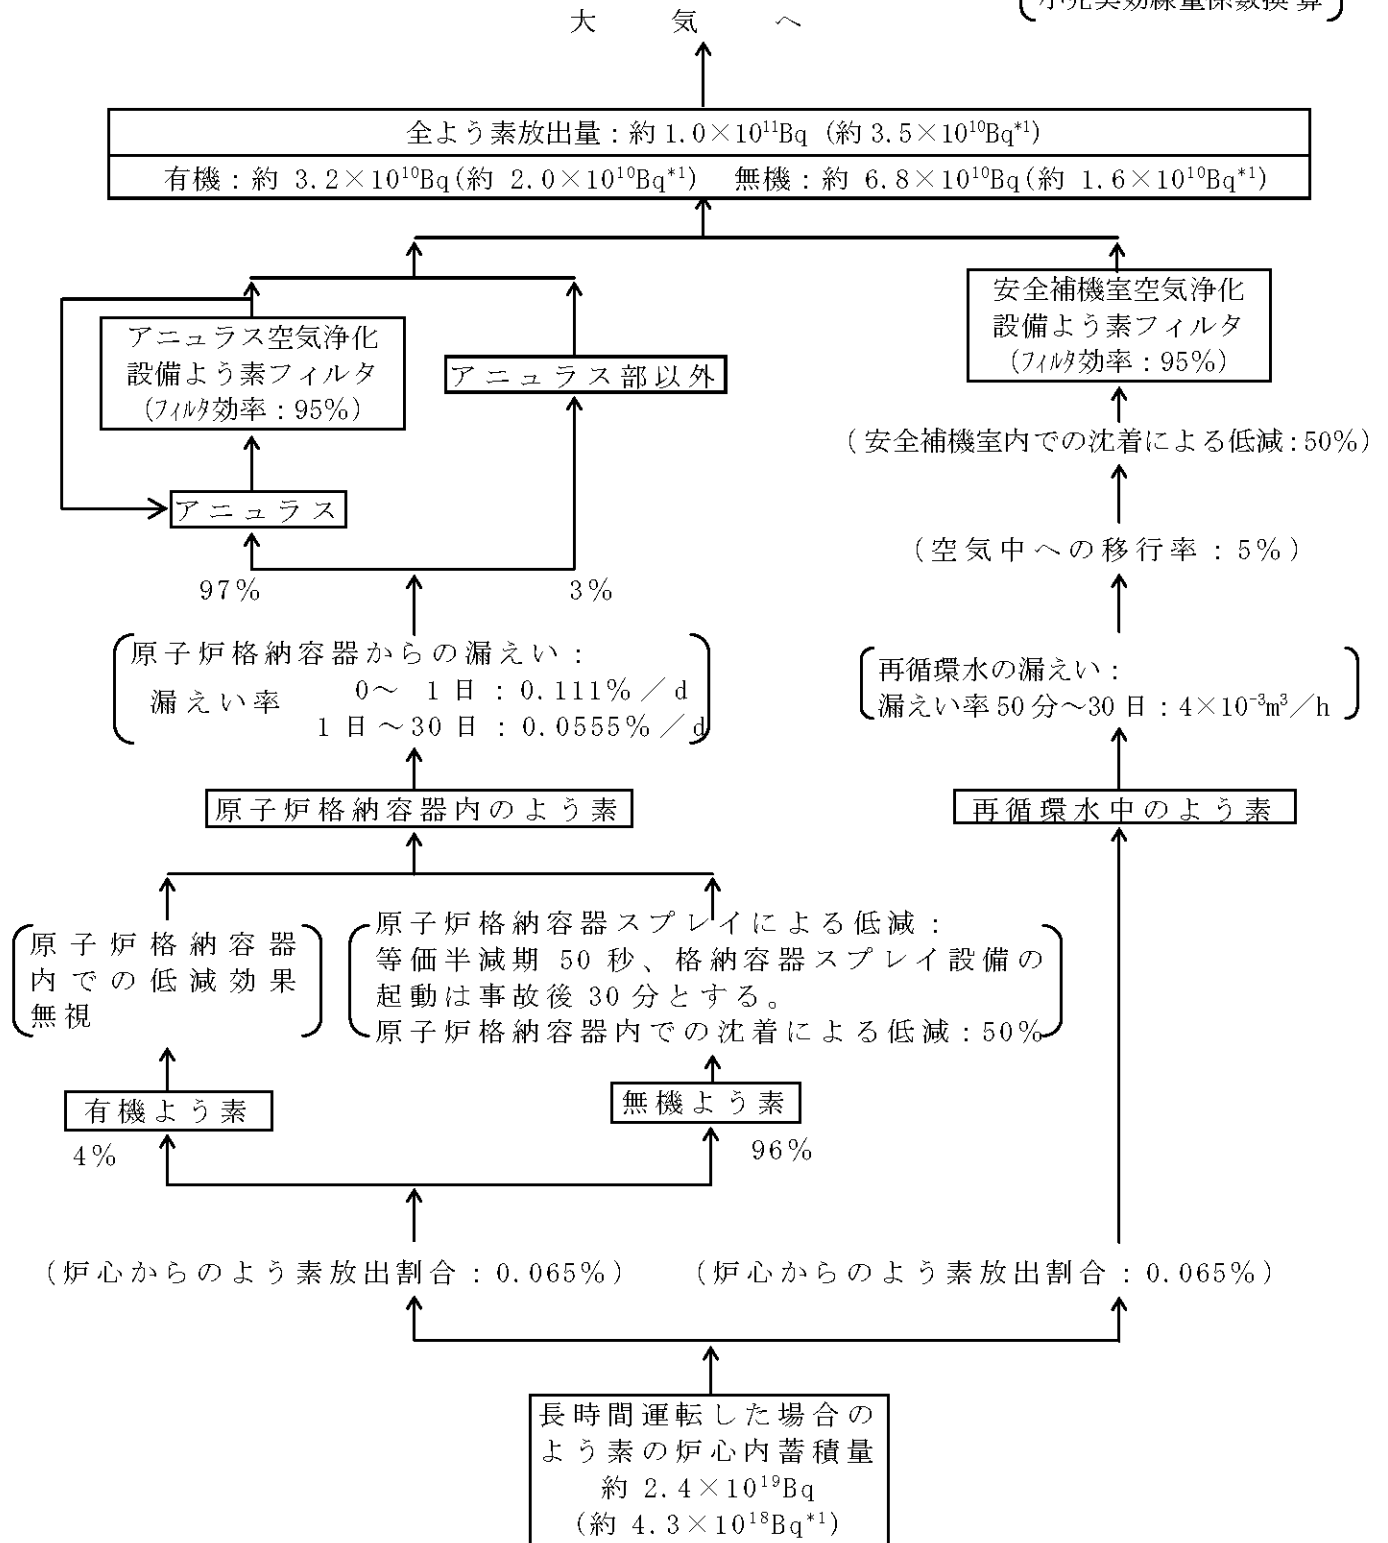 大気へ
全よう素放出量：約1.0×10¹¹Bq (約3.5×10¹⁰Bq*¹)
有機：約 3.2×10¹⁰Bq(約 2.0×10¹⁰Bq*¹) 無機：約 6.8×10¹⁰Bq(約 1.6×10¹⁰Bq*¹)
アニュラス空気浄化
設備よう素フィルタ
(フィルタ効率：95%)
アニュラス部以外
安全補機室空気浄化
設備よう素フィルタ
(フィルタ効率：95%)
(安全補機室内での沈着による低減:50%)
アニュラス
(空気中への移行率：5%)
97%
3%
原子炉格納容器からの漏えい：
漏えい率 0～ 1日：0.111%／d
1日～30日：0.0555%／d
再循環水の漏えい：
漏えい率50分～30日：4×10⁻³m³／h
原子炉格納容器内のよう素
再循環水中のよう素
原子炉格納容器
内での低減効果
無視
原子炉格納容器スプレイによる低減：
等価半減期 50 秒、格納容器スプレイ設備の
起動は事故後 30 分とする。
原子炉格納容器内での沈着による低減:50%
有機よう素
無機よう素
4%
96%
(炉心からのよう素放出割合：0.065%)
(炉心からのよう素放出割合：0.065%)
長時間運転した場合の
よう素の炉心内蓄積量
約 2.4×10¹⁹Bq
(約 4.3×10¹⁸Bq*¹)